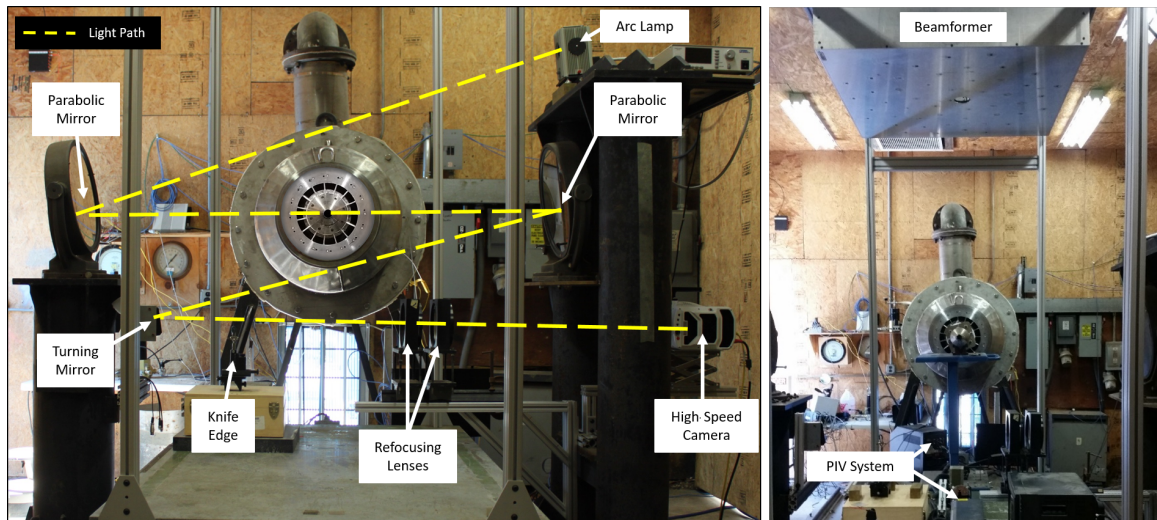 Light Path
Arc Lamp
Parabolic
Mirror
Parabolic
Mirror
Turning
Mirror
Knife
Edge
Refocusing
Lenses
High Speed
Camera
Beamformer
PIV System